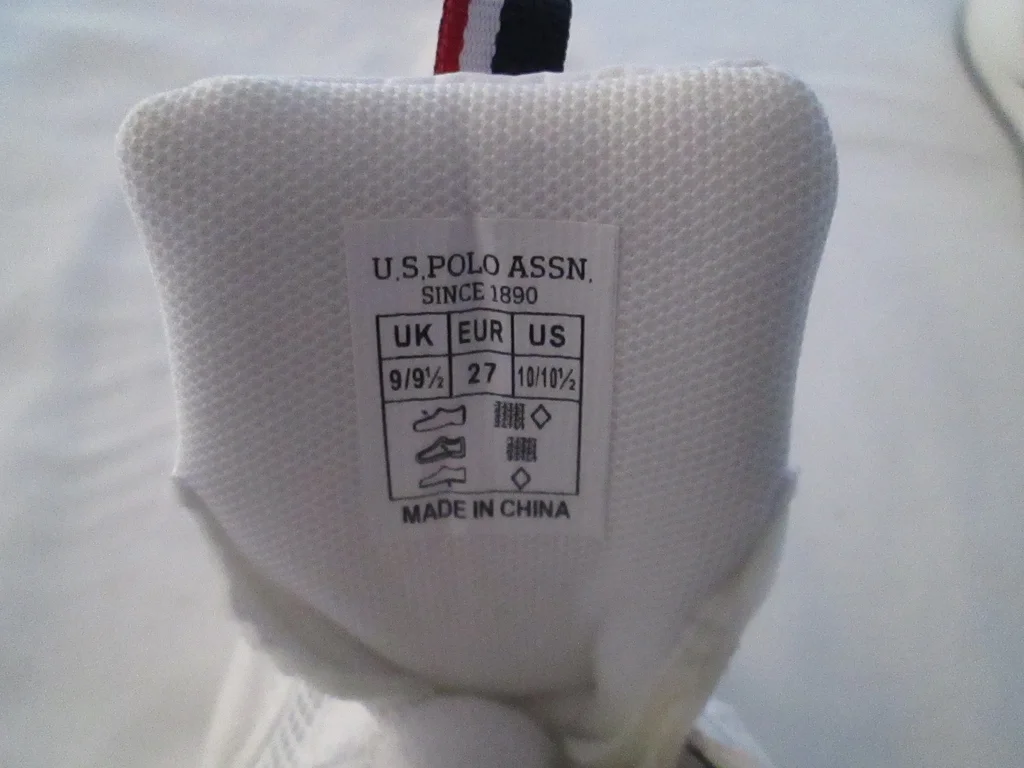 U.S. POLO ASSN.
SINCE 1890
UK EUR US
9/9½ 27 10/10½
MADE IN CHINA